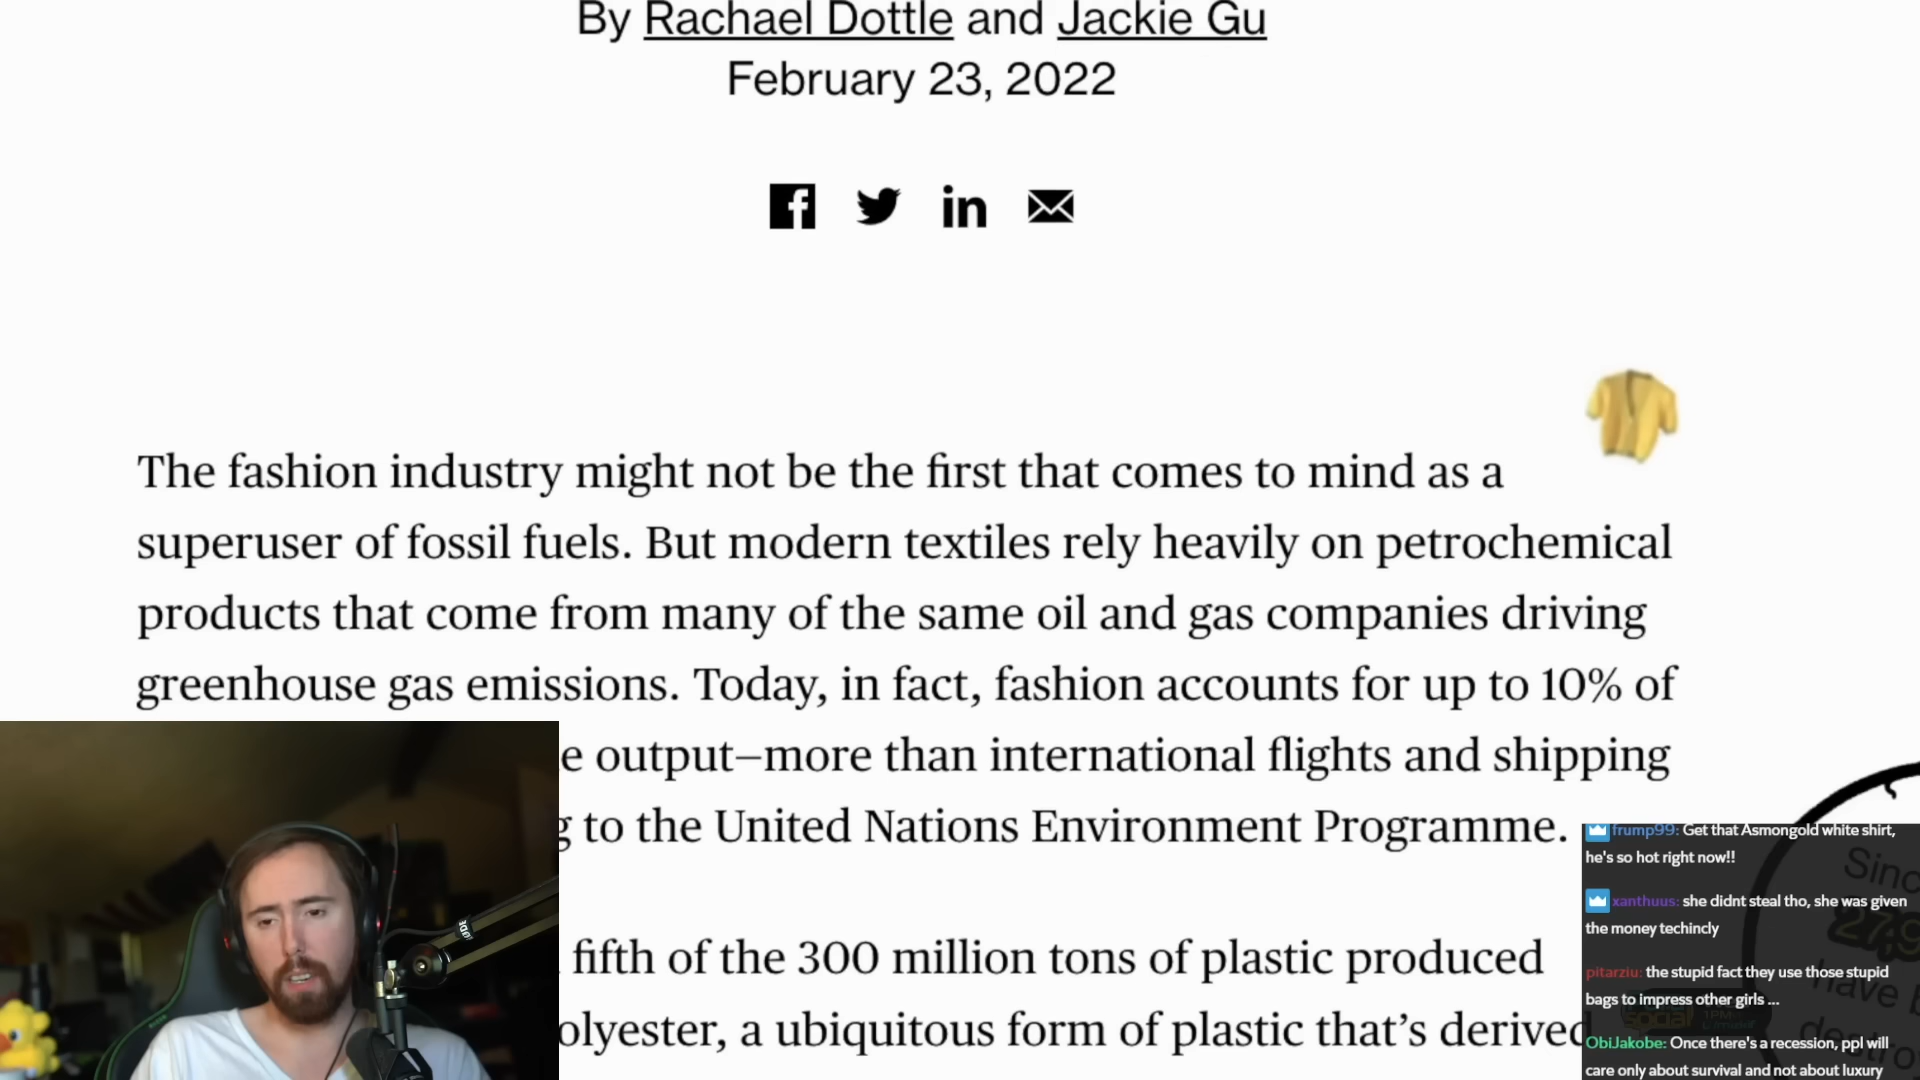 By Rachael Dottle and Jackie Gu
February 23, 2022
The fashion industry might not be the first that comes to mind as a
superuser of fossil fuels. But modern textiles rely heavily on petrochemical
products that come from many of the same oil and gas companies driving
greenhouse gas emissions. Today, in fact, fashion accounts for up to 10% of
e output—more than international flights and shipping
g to the United Nations Environment Programme.
fifth of the 300 million tons of plastic produced
olyester, a ubiquitous form of plastic that's derived
frump99: Get that Asmongold white shirt,
he's so hot right now!!
xanthuus: she didnt steal tho, she was given
the money techincly
pitarziu: the stupid fact they use those stupid
bags to impress other girls ...
ObiJakobe: Once there's a recession, ppl will
care only about survival and not about luxury
Sinc
have b